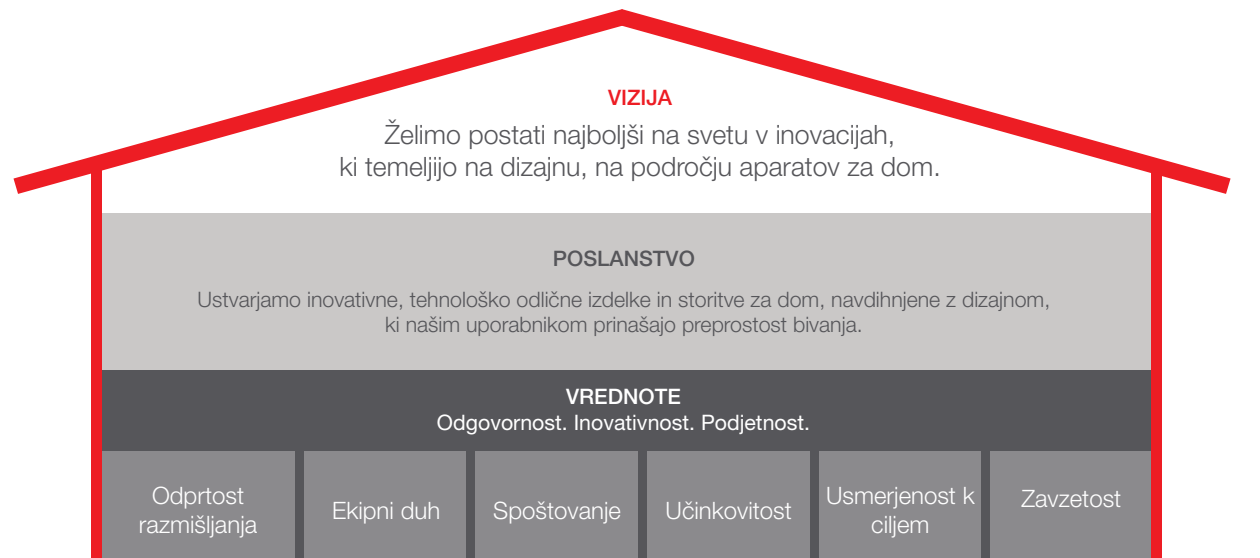 VIZIJA
Želimo postati najboljši na svetu v inovacijah,
ki temeljijo na dizajnu, na področju aparatov za dom.
POSLANSTVO
Ustvarjamo inovativne, tehnološko odlične izdelke in storitve za dom, navdihnjene z dizajnom,
ki našim uporabnikom prinašajo preprostost bivanja.
VREDNOTE
Odgovornost. Inovativnost. Podjetnost.
Odprtost
razmišljanja
Ekipni duh
Spoštovanje
Učinkovitost
Usmerjenost k
ciljem
Zavzetost